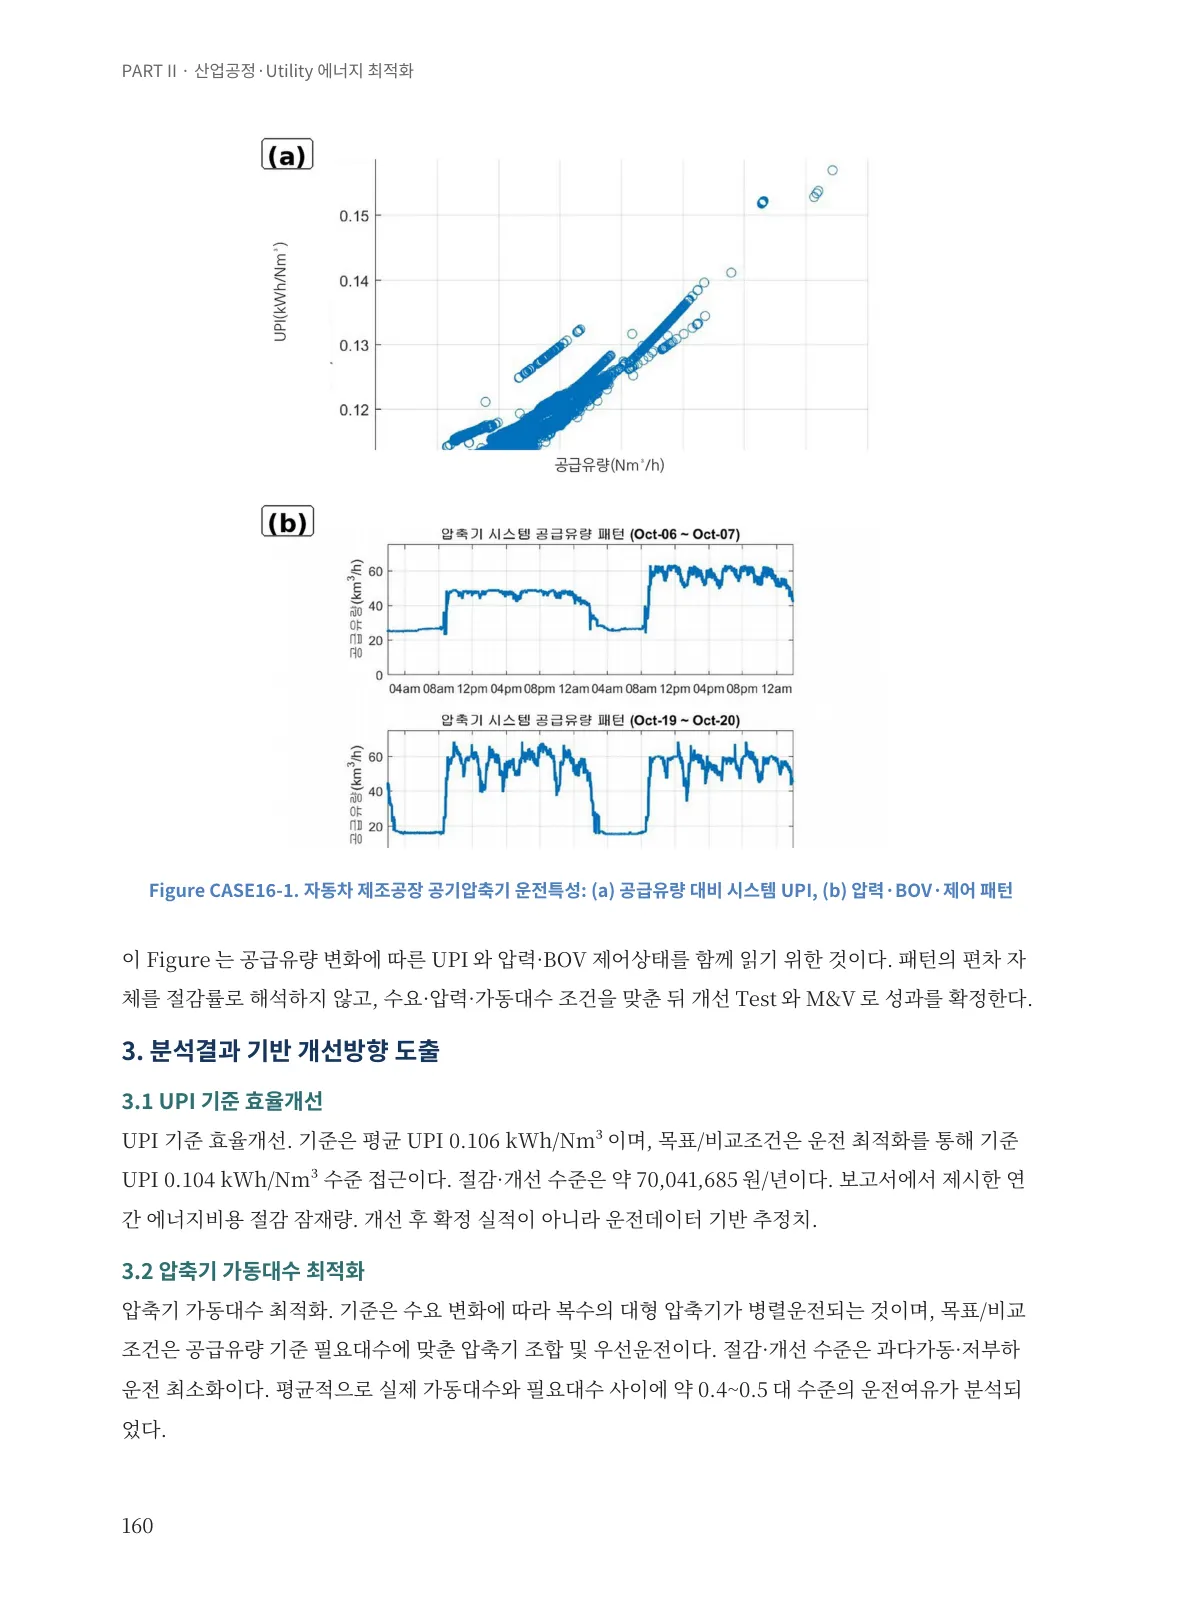 PART II · 산업공정·Utility 에너지 최적화
(a)
UPI(kWh/Nm³)
0.15
0.14
0.13
0.12
공급유량(Nm³/h)
(b)
압축기 시스템 공급유량 패턴 (Oct-06 ~ Oct-07)
공급유량(km³/h)
60
40
20
0
04am 08am 12pm 04pm 08pm 12am 04am 08am 12pm 04pm 08pm 12am
압축기 시스템 공급유량 패턴 (Oct-19 ~ Oct-20)
공급유량(km³/h)
60
40
20
Figure CASE16-1. 자동차 제조공장 공기압축기 운전특성: (a) 공급유량 대비 시스템 UPI, (b) 압력·BOV·제어 패턴
이 Figure 는 공급유량 변화에 따른 UPI 와 압력·BOV 제어상태를 함께 읽기 위한 것이다. 패턴의 편차 자
체를 절감률로 해석하지 않고, 수요·압력·가동대수 조건을 맞춘 뒤 개선 Test 와 M&V 로 성과를 확정한다.
3. 분석결과 기반 개선방향 도출
3.1 UPI 기준 효율개선
UPI 기준 효율개선. 기준은 평균 UPI 0.106 kWh/Nm³ 이며, 목표/비교조건은 운전 최적화를 통해 기준
UPI 0.104 kWh/Nm³ 수준 접근이다. 절감·개선 수준은 약 70,041,685 원/년이다. 보고서에서 제시한 연
간 에너지비용 절감 잠재량. 개선 후 확정 실적이 아니라 운전데이터 기반 추정치.
3.2 압축기 가동대수 최적화
압축기 가동대수 최적화. 기준은 수요 변화에 따라 복수의 대형 압축기가 병렬운전되는 것이며, 목표/비교
조건은 공급유량 기준 필요대수에 맞춘 압축기 조합 및 우선운전이다. 절감·개선 수준은 과다가동·저부하
운전 최소화이다. 평균적으로 실제 가동대수와 필요대수 사이에 약 0.4~0.5 대 수준의 운전여유가 분석되
었다.
160